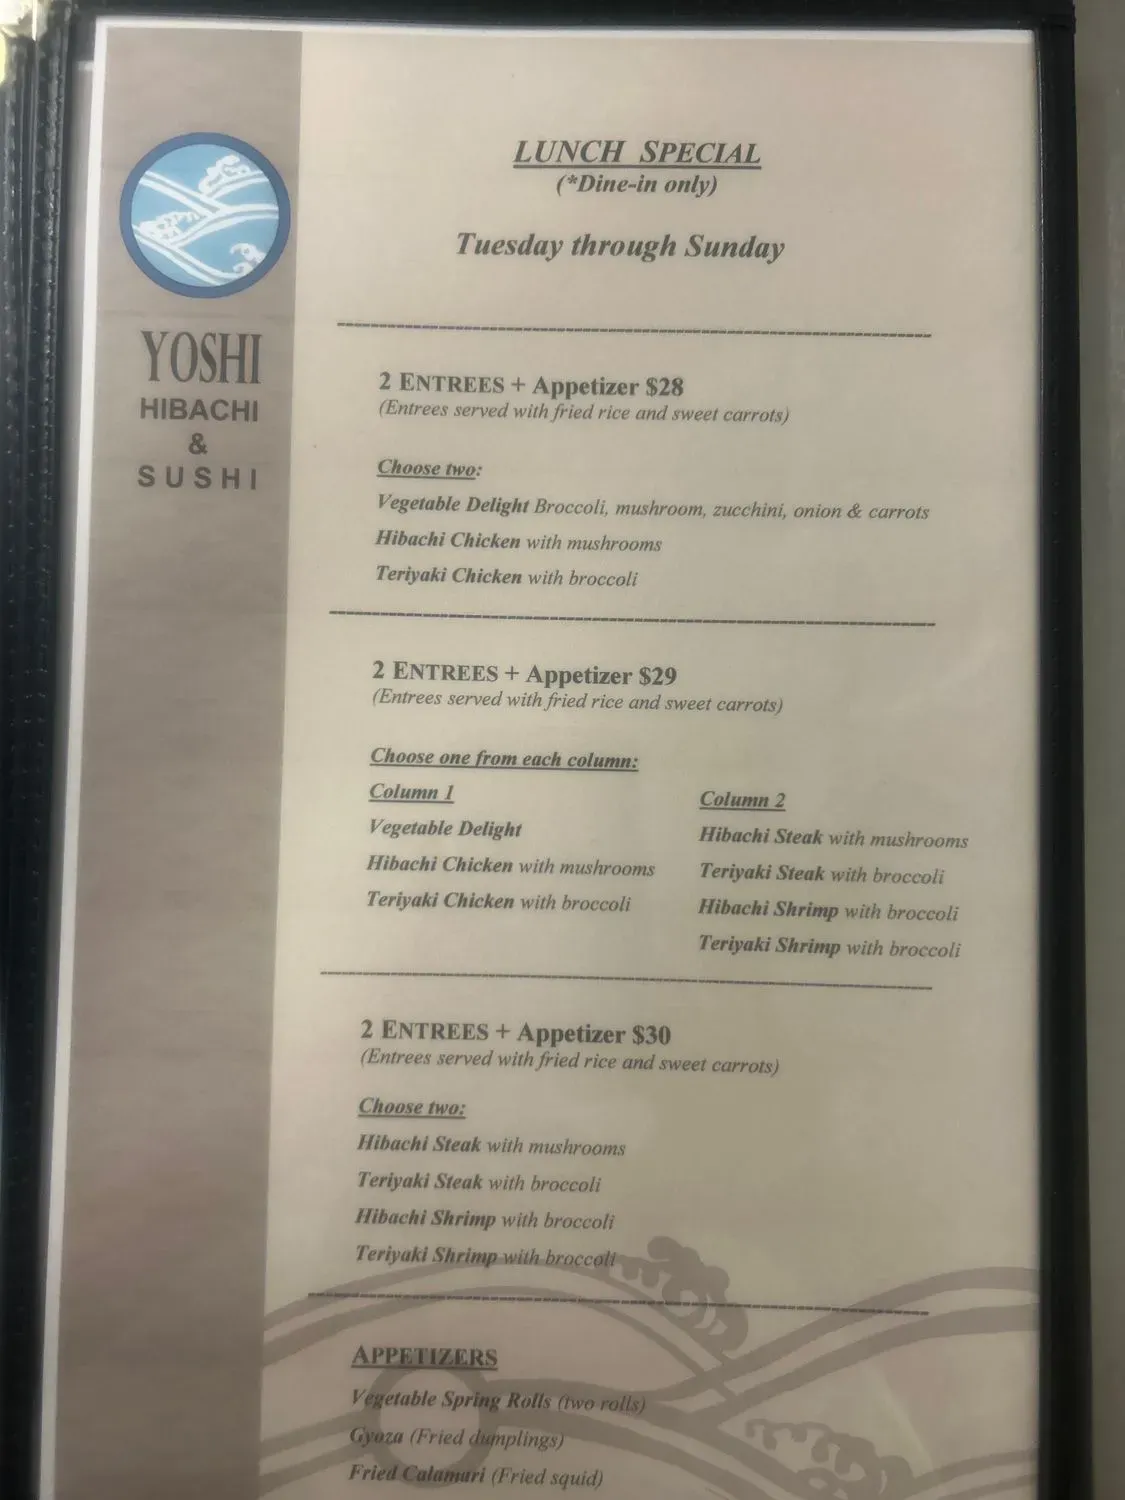 YOSHI
HIBACHI
&
SUSHI
LUNCH SPECIAL
(*Dine-in only)
Tuesday through Sunday
2 ENTREES + Appetizer $28
(Entrees served with fried rice and sweet carrots)
Choose two:
Vegetable Delight Broccoli, mushroom, zucchini, onion & carrots
Hibachi Chicken with mushrooms
Teriyaki Chicken with broccoli
2 ENTREES + Appetizer $29
(Entrees served with fried rice and sweet carrots)
Choose one from each column:
Column 1
Vegetable Delight
Hibachi Chicken with mushrooms
Teriyaki Chicken with broccoli
Column 2
Hibachi Steak with mushrooms
Teriyaki Steak with broccoli
Hibachi Shrimp with broccoli
Teriyaki Shrimp with broccoli
2 ENTREES + Appetizer $30
(Entrees served with fried rice and sweet carrots)
Choose two:
Hibachi Steak with mushrooms
Teriyaki Steak with broccoli
Hibachi Shrimp with broccoli
Teriyaki Shrimp with broccoli
APPETIZERS
Vegetable Spring Rolls (two rolls)
Gyoza (Fried dumplings)
Fried Calamari (Fried squid)